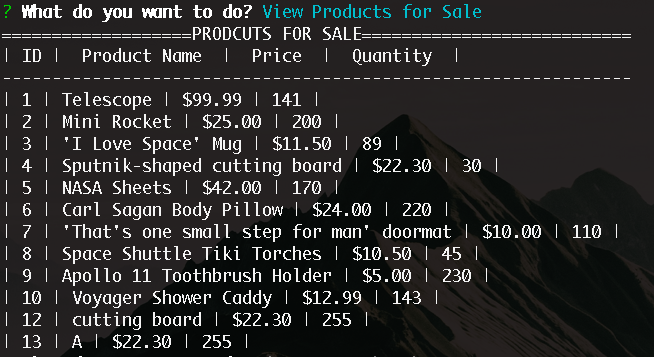 ? What do you want to do? View Products for Sale
===================PRODCUTS FOR SALE===========================
| ID |  Product Name  |  Price  |  Quantity  |
---------------------------------------------------------------
| 1 | Telescope | $99.99 | 141 |
| 2 | Mini Rocket | $25.00 | 200 |
| 3 | 'I Love Space' Mug | $11.50 | 89 |
| 4 | Sputnik-shaped cutting board | $22.30 | 30 |
| 5 | NASA Sheets | $42.00 | 170 |
| 6 | Carl Sagan Body Pillow | $24.00 | 220 |
| 7 | 'That's one small step for man' doormat | $10.00 | 110 |
| 8 | Space Shuttle Tiki Torches | $10.50 | 45 |
| 9 | Apollo 11 Toothbrush Holder | $5.00 | 230 |
| 10 | Voyager Shower Caddy | $12.99 | 143 |
| 12 | cutting board | $22.30 | 255 |
| 13 | A | $22.30 | 255 |